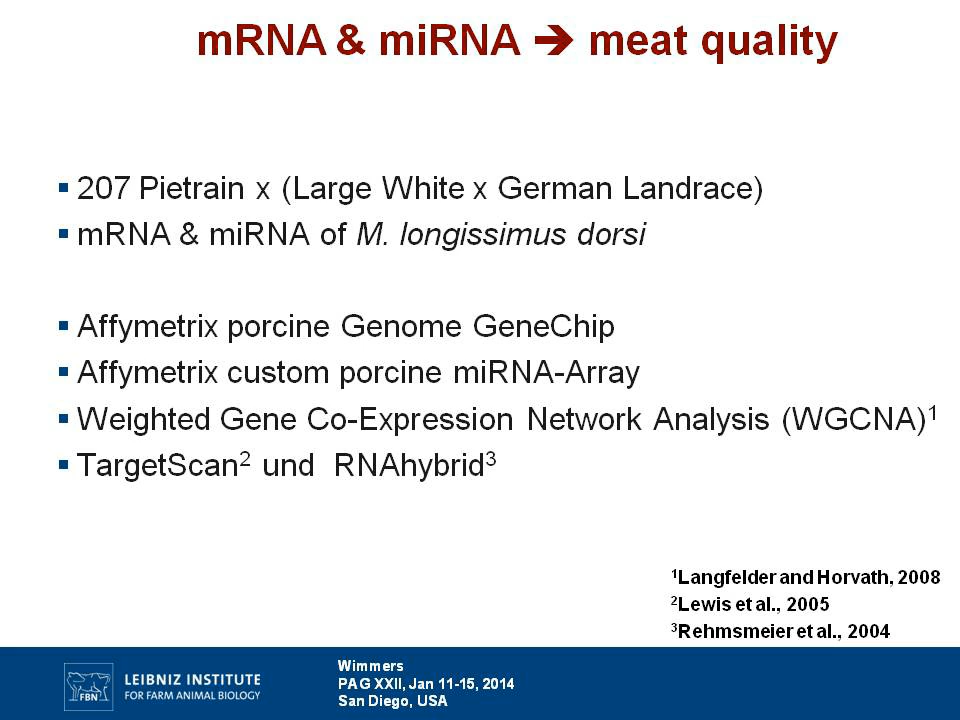 mRNA & miRNA ➔ meat quality
▪ 207 Pietrain x (Large White x German Landrace)
▪ mRNA & miRNA of M. longissimus dorsi
▪ Affymetrix porcine Genome GeneChip
▪ Affymetrix custom porcine miRNA-Array
▪ Weighted Gene Co-Expression Network Analysis (WGCNA)¹
▪ TargetScan² und RNAhybrid³
¹Langfelder and Horvath, 2008
²Lewis et al., 2005
³Rehmsmeier et al., 2004
FBN
LEIBNIZ INSTITUTE
FOR FARM ANIMAL BIOLOGY
Wimmers
PAG XXII, Jan 11-15, 2014
San Diego, USA